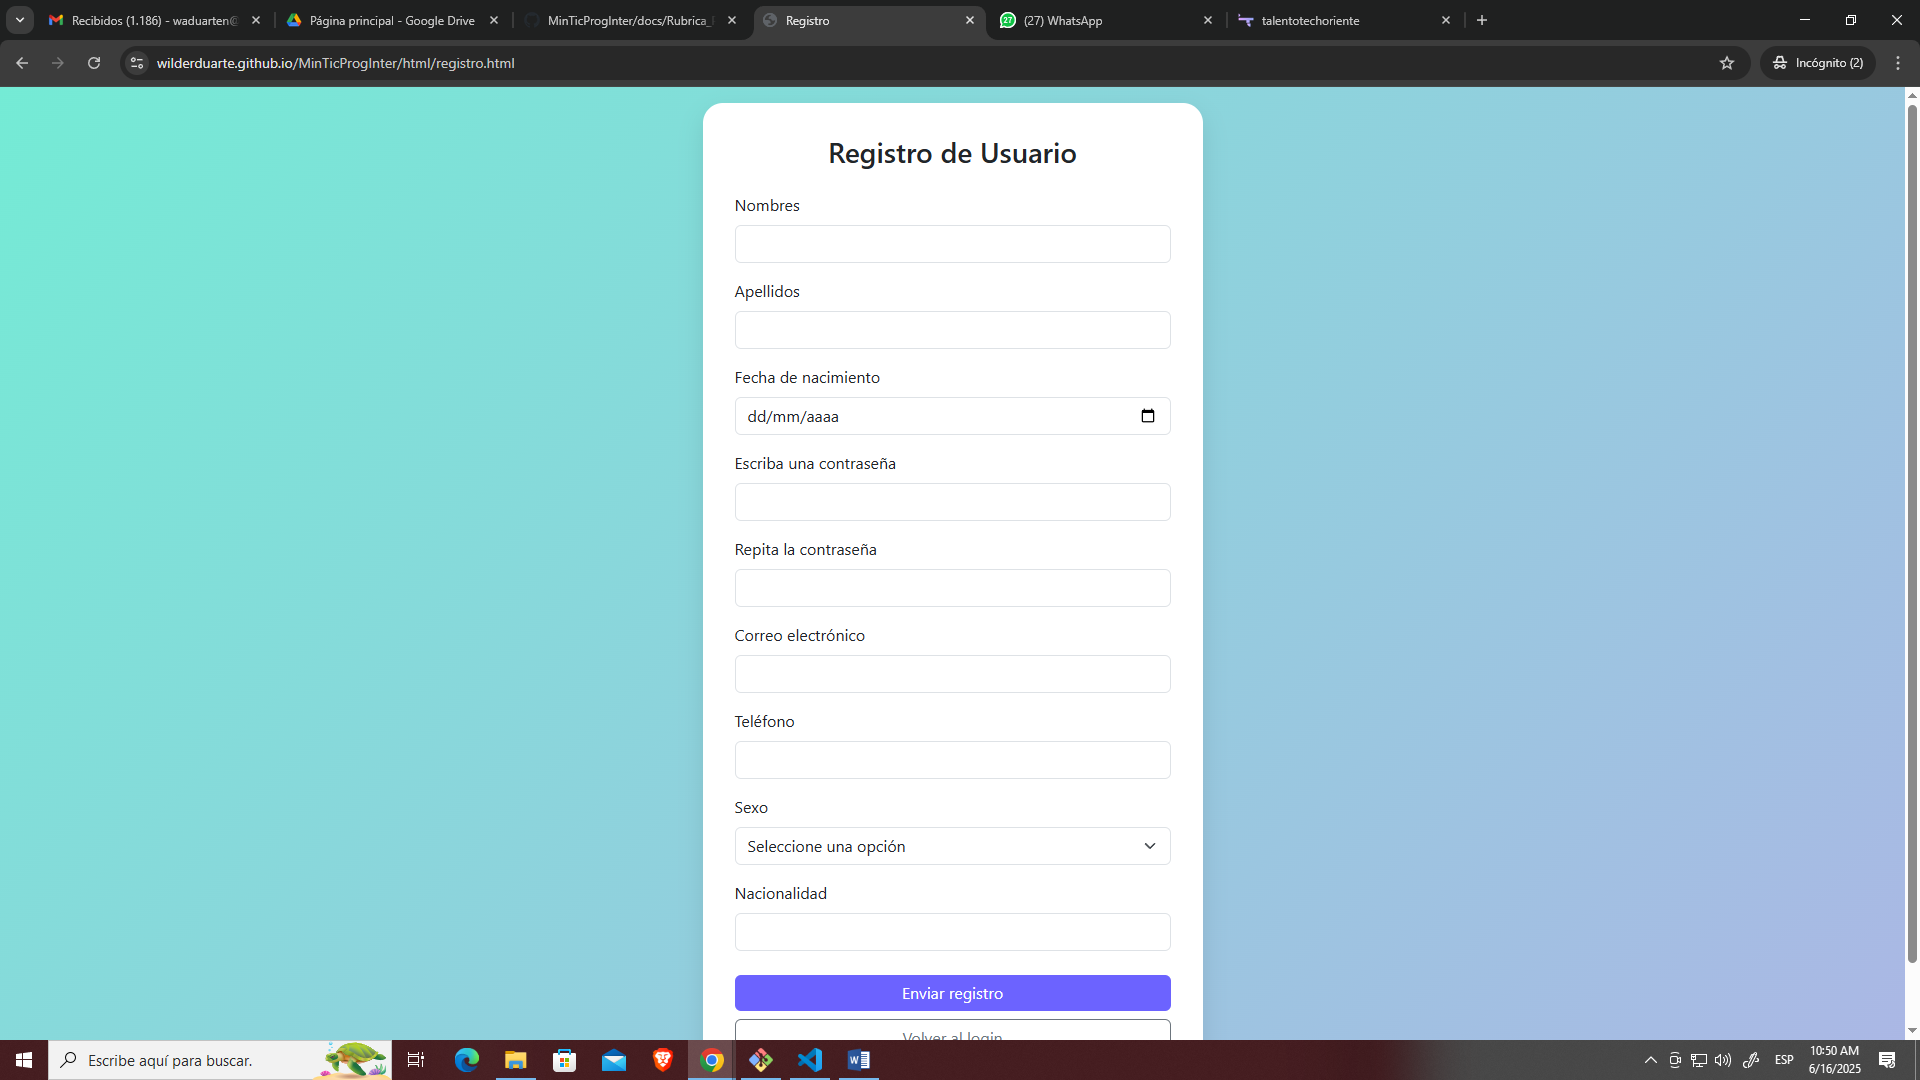 Recibidos (1.186) - waduarten@
Página principal - Google Drive
MinTicProgInter/docs/Rubrica_
Registro
(27) WhatsApp
talentotechoriente
wilderduarte.github.io/MinTicProgInter/html/registro.html
Incógnito (2)
Registro de Usuario
Nombres
Apellidos
Fecha de nacimiento
dd/mm/aaaa
Escriba una contraseña
Repita la contraseña
Correo electrónico
Teléfono
Sexo
Seleccione una opción
Nacionalidad
Enviar registro
Volver al login
Escribe aquí para buscar.
ESP
10:50 AM
6/16/2025